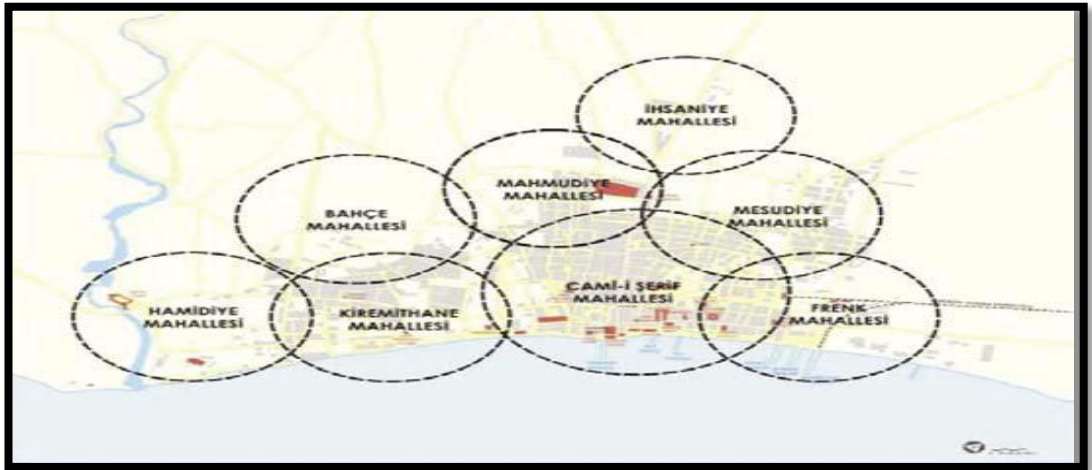 İHSANİYE
MAHALLESİ
MAHMUDİYE
MAHALLESİ
BAHÇE
MAHALLESİ
MESUDİYE
MAHALLESİ
CAMİ-İ ŞERİF
MAHALLESİ
HAMİDİYE
MAHALLESİ
KİREMİTHANE
MAHALLESİ
FRENK
MAHALLESİ